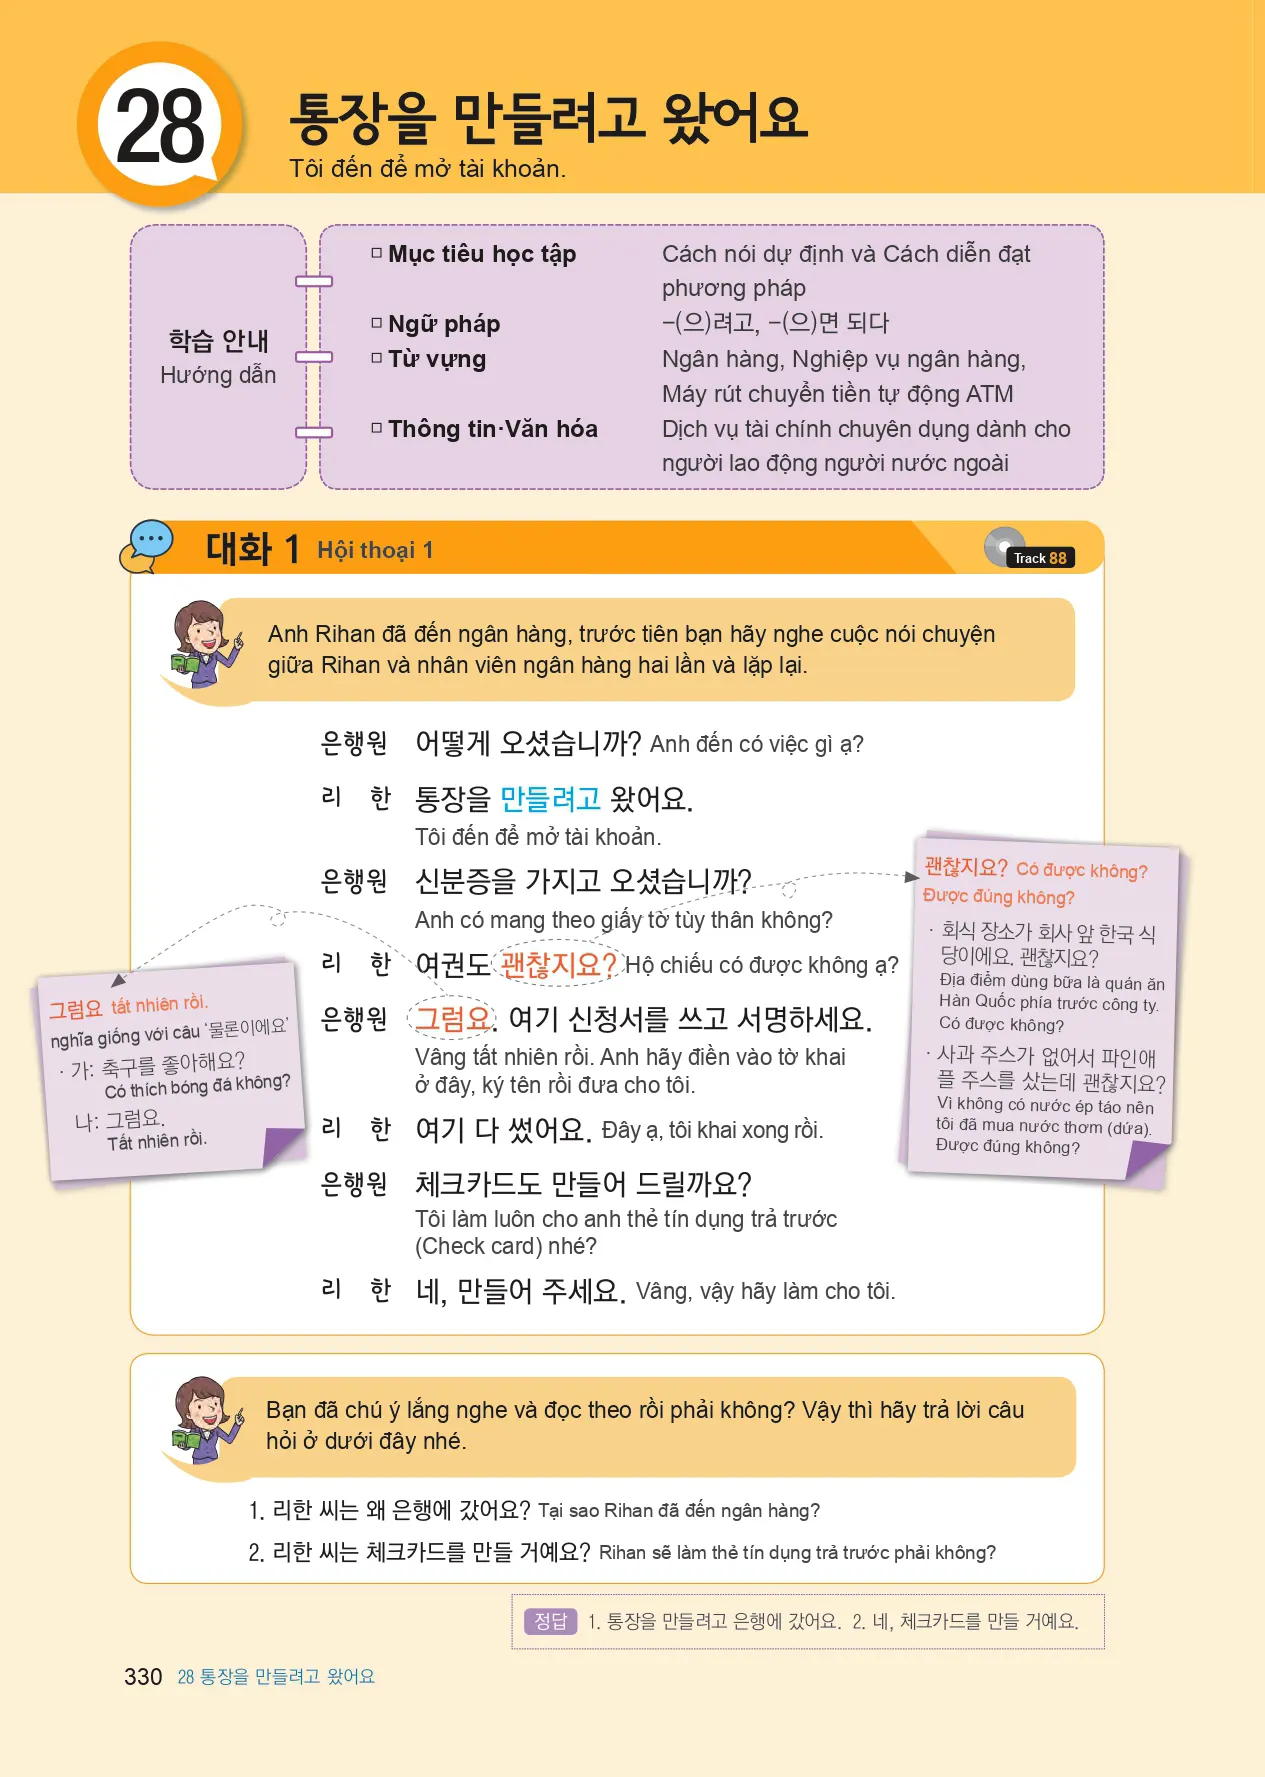 28
통장을 만들려고 왔어요
Tôi đến để mở tài khoản.
학습 안내
Hướng dẫn
□ Mục tiêu học tập Cách nói dự định và Cách diễn đạt
phương pháp
□ Ngữ pháp -(으)려고, -(으)면 되다
□ Từ vựng Ngân hàng, Nghiệp vụ ngân hàng,
Máy rút chuyển tiền tự động ATM
□ Thông tin·Văn hóa Dịch vụ tài chính chuyên dụng dành cho
người lao động người nước ngoài
대화 1 Hội thoại 1
Track 88
Anh Rihan đã đến ngân hàng, trước tiên bạn hãy nghe cuộc nói chuyện
giữa Rihan và nhân viên ngân hàng hai lần và lặp lại.
은행원 어떻게 오셨습니까? Anh đến có việc gì ạ?
리 한 통장을 만들려고 왔어요.
Tôi đến để mở tài khoản.
은행원 신분증을 가지고 오셨습니까?
Anh có mang theo giấy tờ tùy thân không?
리 한 여권도 괜찮지요? Hộ chiếu có được không ạ?
은행원 그럼요. 여기 신청서를 쓰고 서명하세요.
Vâng tất nhiên rồi. Anh hãy điền vào tờ khai
ở đây, ký tên rồi đưa cho tôi.
리 한 여기 다 썼어요. Đây ạ, tôi khai xong rồi.
은행원 체크카드도 만들어 드릴까요?
Tôi làm luôn cho anh thẻ tín dụng trả trước
(Check card) nhé?
리 한 네, 만들어 주세요. Vâng, vậy hãy làm cho tôi.
그럼요 tất nhiên rồi.
nghĩa giống với câu ‘물론이에요’
· 가: 축구를 좋아해요?
Có thích bóng đá không?
나: 그럼요.
Tất nhiên rồi.
괜찮지요? Có được không?
Được đúng không?
· 회식 장소가 회사 앞 한국 식
당이에요. 괜찮지요?
Địa điểm dùng bữa là quán ăn
Hàn Quốc phía trước công ty.
Có được không?
· 사과 주스가 없어서 파인애
플 주스를 샀는데 괜찮지요?
Vì không có nước ép táo nên
tôi đã mua nước thơm (dứa).
Được đúng không?
Bạn đã chú ý lắng nghe và đọc theo rồi phải không? Vậy thì hãy trả lời câu
hỏi ở dưới đây nhé.
1. 리한 씨는 왜 은행에 갔어요? Tại sao Rihan đã đến ngân hàng?
2. 리한 씨는 체크카드를 만들 거예요? Rihan sẽ làm thẻ tín dụng trả trước phải không?
정답 1. 통장을 만들려고 은행에 갔어요. 2. 네, 체크카드를 만들 거예요.
330 28 통장을 만들려고 왔어요